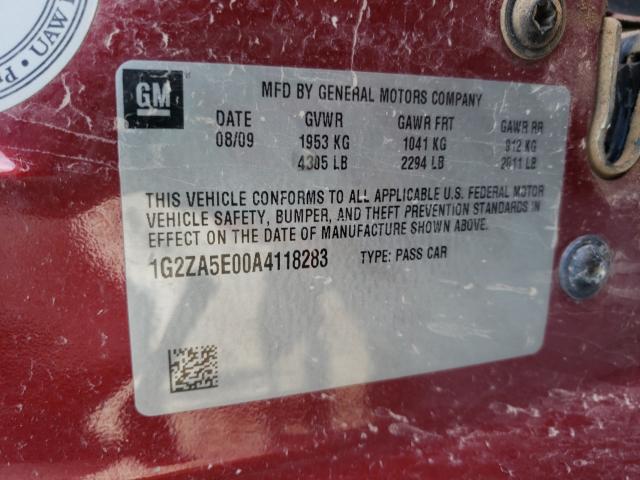 UAW
GM
MFD BY GENERAL MOTORS COMPANY
DATE GVWR GAWR FRT GAWR RR
08/09 1953 KG 1041 KG 912 KG
4305 LB 2294 LB 2011 LB
THIS VEHICLE CONFORMS TO ALL APPLICABLE U.S. FEDERAL MOTOR
VEHICLE SAFETY, BUMPER, AND THEFT PREVENTION STANDARDS IN
EFFECT ON THE DATE OF MANUFACTURE SHOWN ABOVE.
1G2ZA5E00A4118283 TYPE: PASS CAR